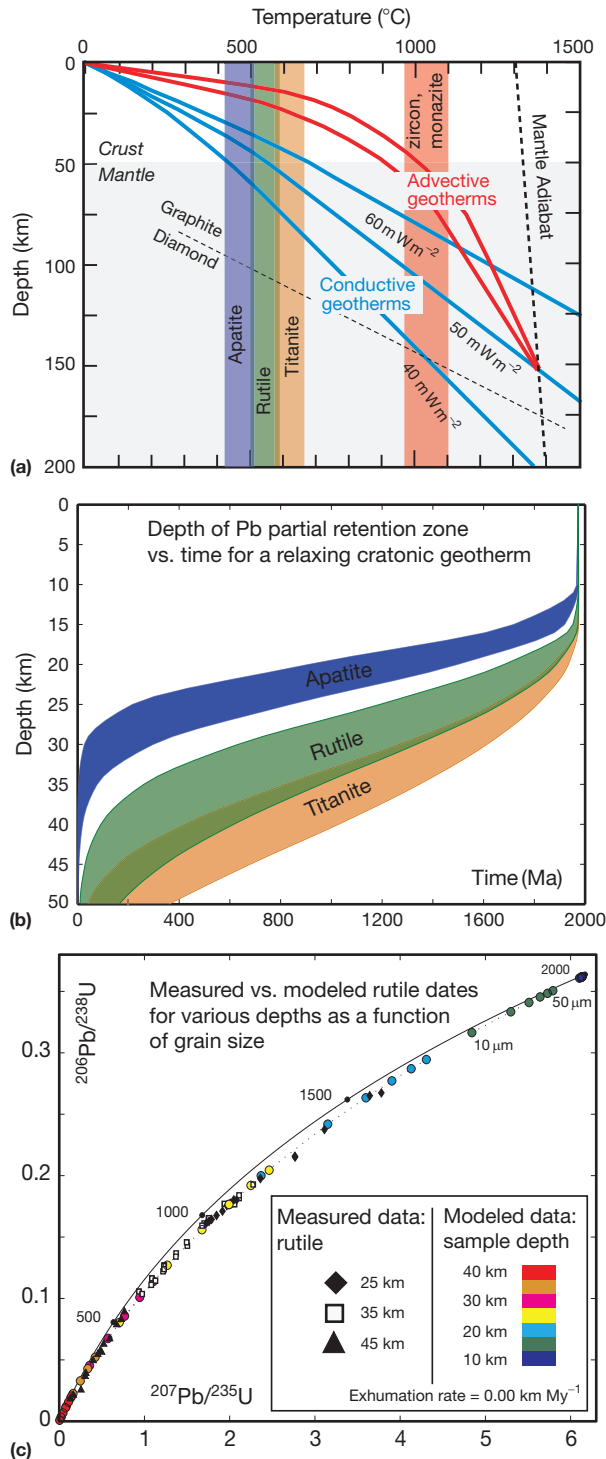 Temperature (°C)
0
500
1000
1500
0
50
100
150
200
Depth (km)
Crust
Mantle
Graphite
Diamond
Apatite
Rutile
Titanite
zircon,
monazite
Advective
geotherms
Mantle Adiabat
Conductive
geotherms
60 mW m−2
50 mW m−2
40 mW m−2
(a)
Depth of Pb partial retention zone
vs. time for a relaxing cratonic geotherm
0
5
10
15
20
25
30
35
40
45
50
Depth (km)
Apatite
Rutile
Titanite
Time (Ma)
(b)
0
400
800
1200
1600
2000
Measured vs. modeled rutile dates
for various depths as a function
of grain size
206Pb/238U
2000
50 μm
10 μm
1500
1000
500
0.3
0.2
0.1
0
Measured data:
rutile
25 km
35 km
45 km
Modeled data:
sample depth
40 km
30 km
20 km
10 km
Exhumation rate = 0.00 km My−1
207Pb/235U
(c)
0
1
2
3
4
5
6